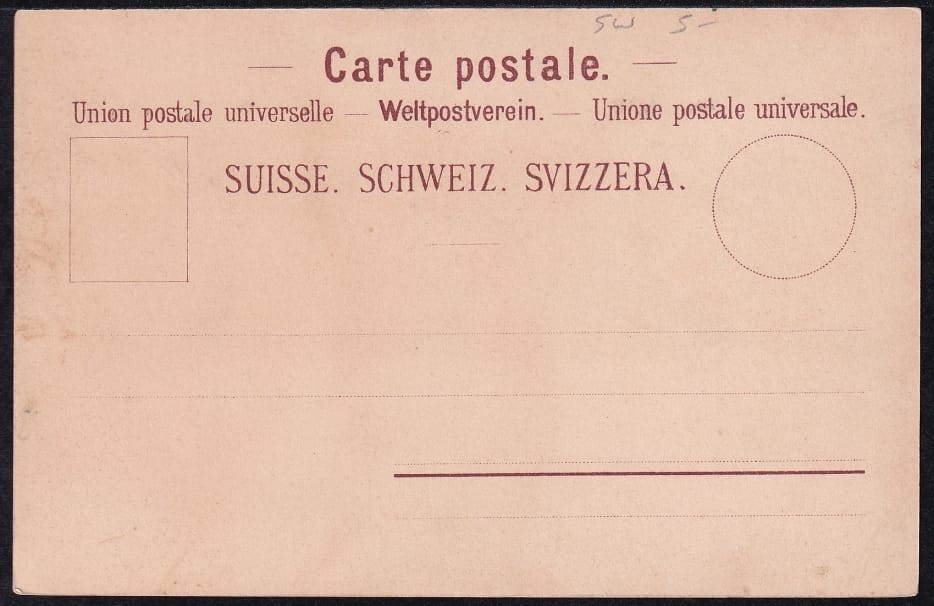 sw 5–
— Carte postale. —
Union postale universelle — Weltpostverein. — Unione postale universale.
SUISSE. SCHWEIZ. SVIZZERA.